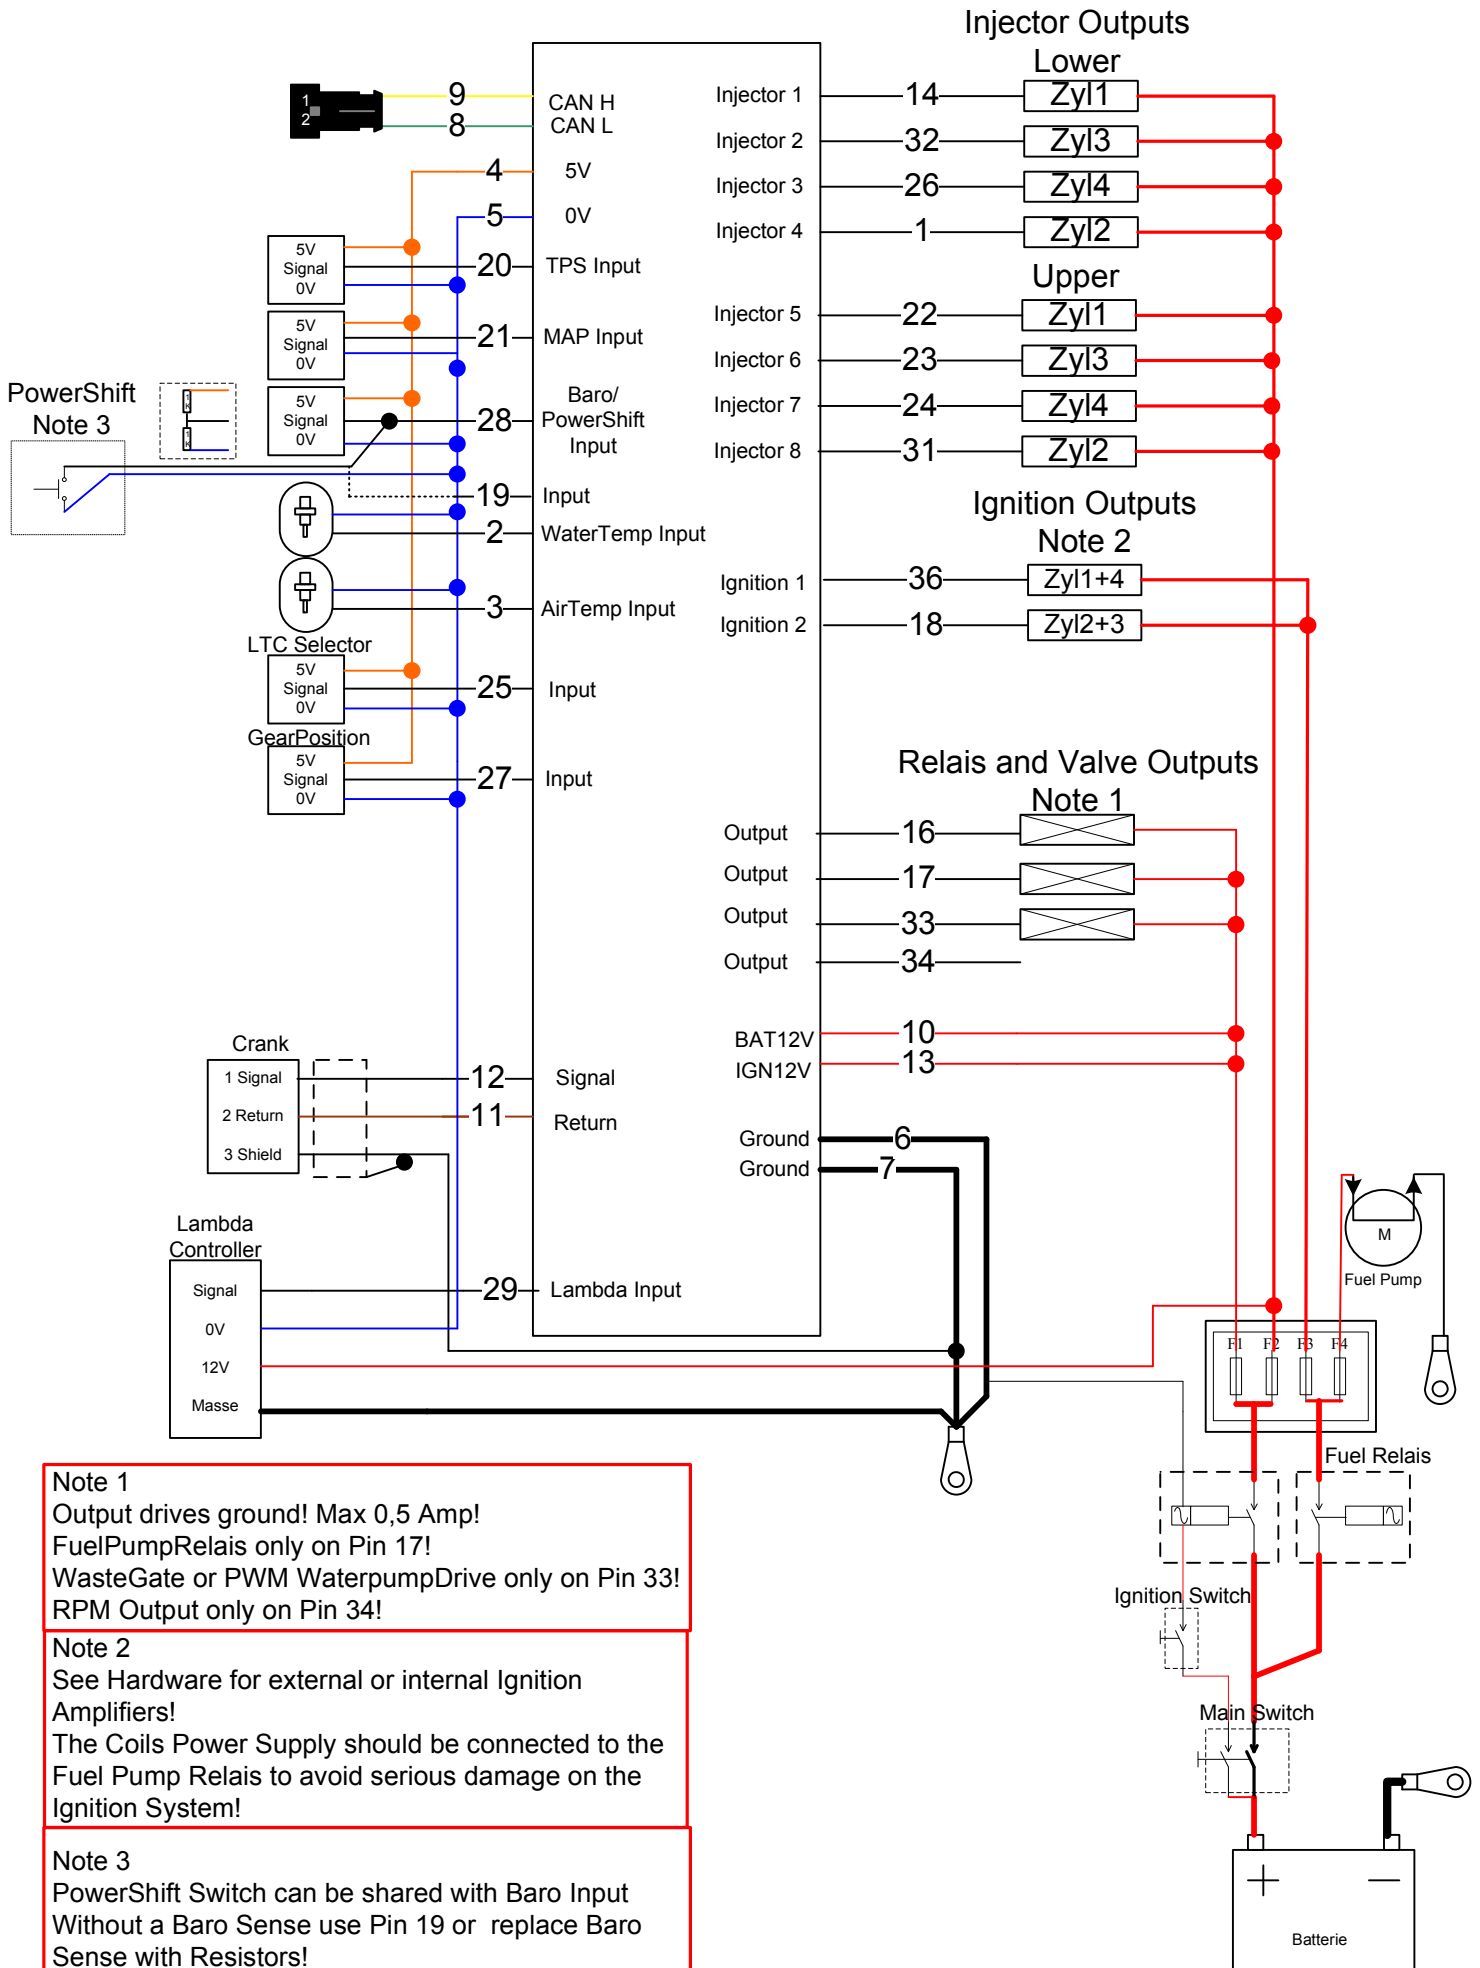 Injector Outputs
Lower
1
2
9
CAN H
8
CAN L
Injector 1
14
Zyl1
Injector 2
32
Zyl3
4
5V
Injector 3
26
Zyl4
5
0V
Injector 4
1
Zyl2
5V
Signal
0V
20
TPS Input
Upper
5V
Signal
0V
21
MAP Input
Injector 5
22
Zyl1
Injector 6
23
Zyl3
PowerShift
Note 3
1K
1K
5V
Signal
0V
28
Baro/
PowerShift
Input
Injector 7
24
Zyl4
Injector 8
31
Zyl2
19
Input
2
WaterTemp Input
Ignition Outputs
Note 2
3
AirTemp Input
Ignition 1
36
Zyl1+4
Ignition 2
18
Zyl2+3
LTC Selector
5V
Signal
0V
25
Input
GearPosition
5V
Signal
0V
27
Input
Relais and Valve Outputs
Note 1
Output
16
Output
17
Output
33
Output
34
BAT12V
10
IGN12V
13
Crank
1 Signal
2 Return
3 Shield
12
Signal
11
Return
Ground
6
Ground
7
Lambda
Controller
Signal
0V
12V
Masse
29
Lambda Input
M
Fuel Pump
F1
F2
F3
F4
Fuel Relais
Ignition Switch
Main Switch
Batterie
Note 1
Output drives ground! Max 0,5 Amp!
FuelPumpRelais only on Pin 17!
WasteGate or PWM WaterpumpDrive only on Pin 33!
RPM Output only on Pin 34!
Note 2
See Hardware for external or internal Ignition
Amplifiers!
The Coils Power Supply should be connected to the
Fuel Pump Relais to avoid serious damage on the
Ignition System!
Note 3
PowerShift Switch can be shared with Baro Input
Without a Baro Sense use Pin 19 or replace Baro
Sense with Resistors!